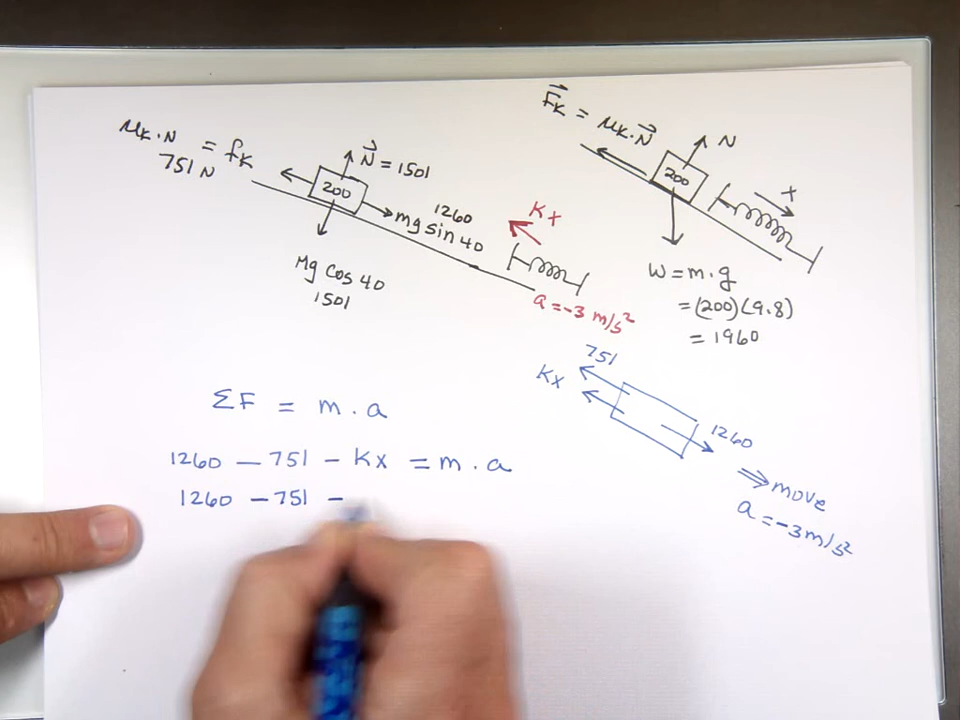 μK.N = fK
751 N
200
N = 1501
1260
mg sin 40
Mg cos 40
1501
Kx
a = -3 m/s²
FK = μK.N
200
N
x
W = m.g
= (200)(9.8)
= 1960
751
Kx
1260
⇒ move
a = -3 m/s²
ΣF = m.a
1260 - 751 - Kx = m.a
1260 - 751 -